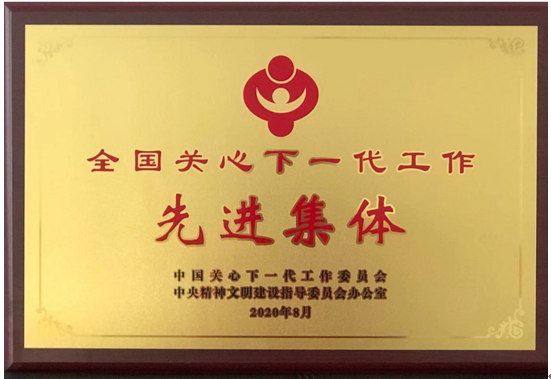 全国关心下一代工作
先进集体
中国关心下一代工作委员会
中央精神文明建设指导委员会办公室
2020年8月